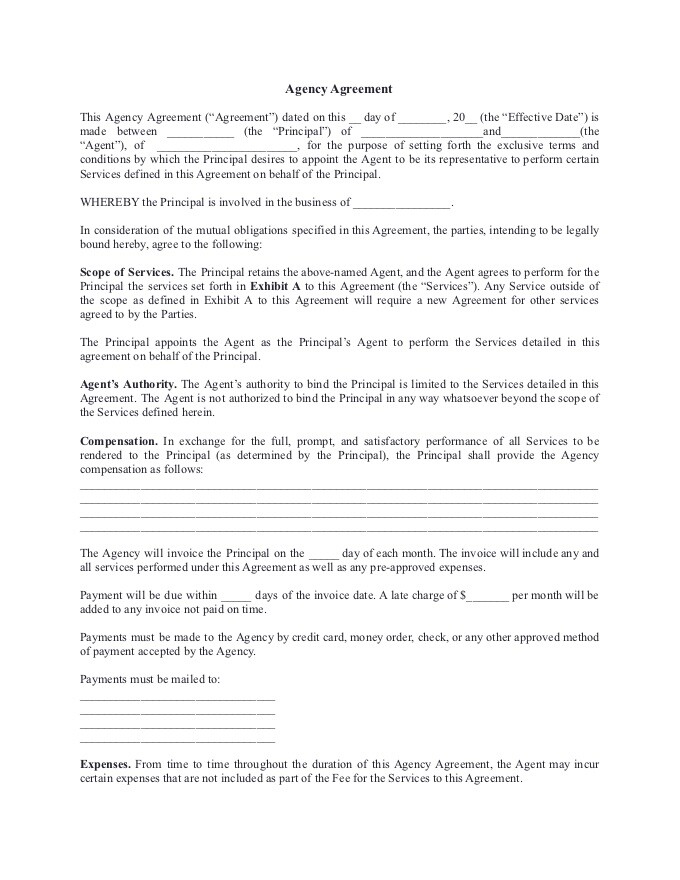 Agency Agreement
This Agency Agreement (“Agreement”) dated on this __ day of ________, 20__ (the “Effective Date”) is
made between ___________ (the “Principal”) of ____________________and_____________(the
“Agent”), of _______________________, for the purpose of setting forth the exclusive terms and
conditions by which the Principal desires to appoint the Agent to be its representative to perform certain
Services defined in this Agreement on behalf of the Principal.
WHEREBY the Principal is involved in the business of ________________.
In consideration of the mutual obligations specified in this Agreement, the parties, intending to be legally
bound hereby, agree to the following:
Scope of Services. The Principal retains the above-named Agent, and the Agent agrees to perform for the
Principal the services set forth in Exhibit A to this Agreement (the “Services”). Any Service outside of
the scope as defined in Exhibit A to this Agreement will require a new Agreement for other services
agreed to by the Parties.
The Principal appoints the Agent as the Principal’s Agent to perform the Services detailed in this
agreement on behalf of the Principal.
Agent’s Authority. The Agent’s authority to bind the Principal is limited to the Services detailed in this
Agreement. The Agent is not authorized to bind the Principal in any way whatsoever beyond the scope of
the Services defined herein.
Compensation. In exchange for the full, prompt, and satisfactory performance of all Services to be
rendered to the Principal (as determined by the Principal), the Principal shall provide the Agency
compensation as follows:
_____________________________________________________________________________________
_____________________________________________________________________________________
_____________________________________________________________________________________
_____________________________________________________________________________________
The Agency will invoice the Principal on the _____ day of each month. The invoice will include any and
all services performed under this Agreement as well as any pre-approved expenses.
Payment will be due within _____ days of the invoice date. A late charge of $_______ per month will be
added to any invoice not paid on time.
Payments must be made to the Agency by credit card, money order, check, or any other approved method
of payment accepted by the Agency.
Payments must be mailed to:
________________________________
________________________________
________________________________
________________________________
Expenses. From time to time throughout the duration of this Agency Agreement, the Agent may incur
certain expenses that are not included as part of the Fee for the Services to this Agreement.